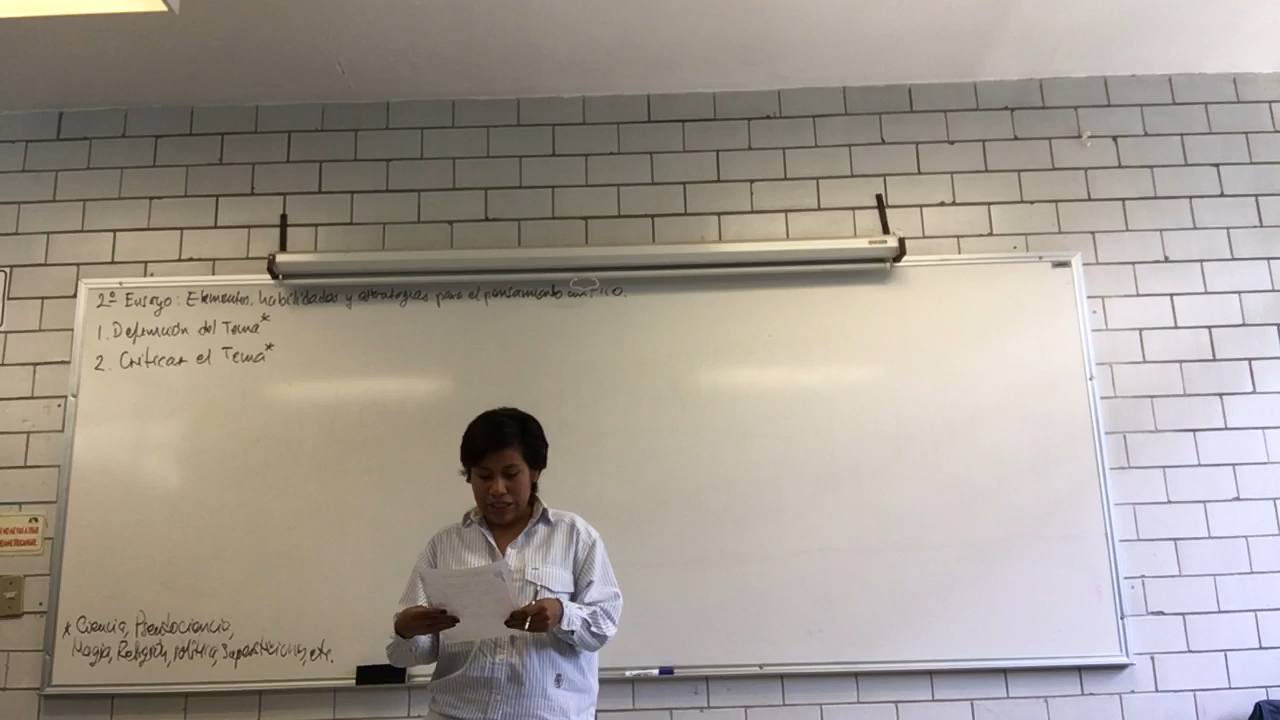 2º Ensayo: Elementos, habilidades y estrategias para el pensamiento
1. Definición del Tema*
2. Criticar el Tema*
* Ciencia, Pseudociencia,
Magia, Religión, política, supersticiones, etc.